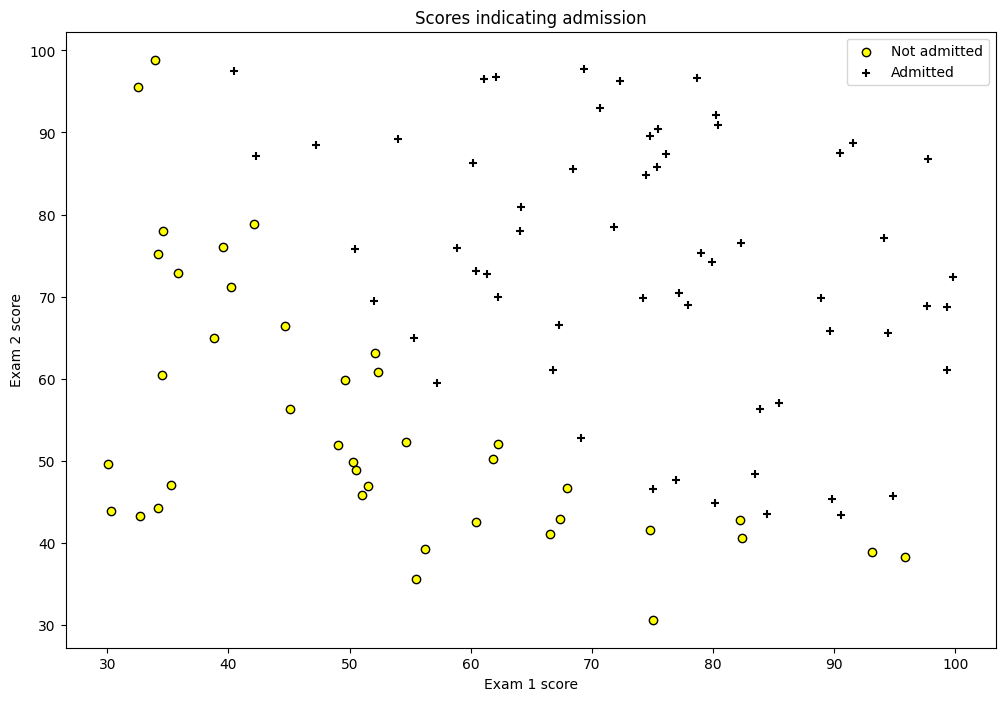 Scores indicating admission
Not admitted
Admitted
100
90
80
70
60
50
40
30
Exam 2 score
30 40 50 60 70 80 90 100
Exam 1 score